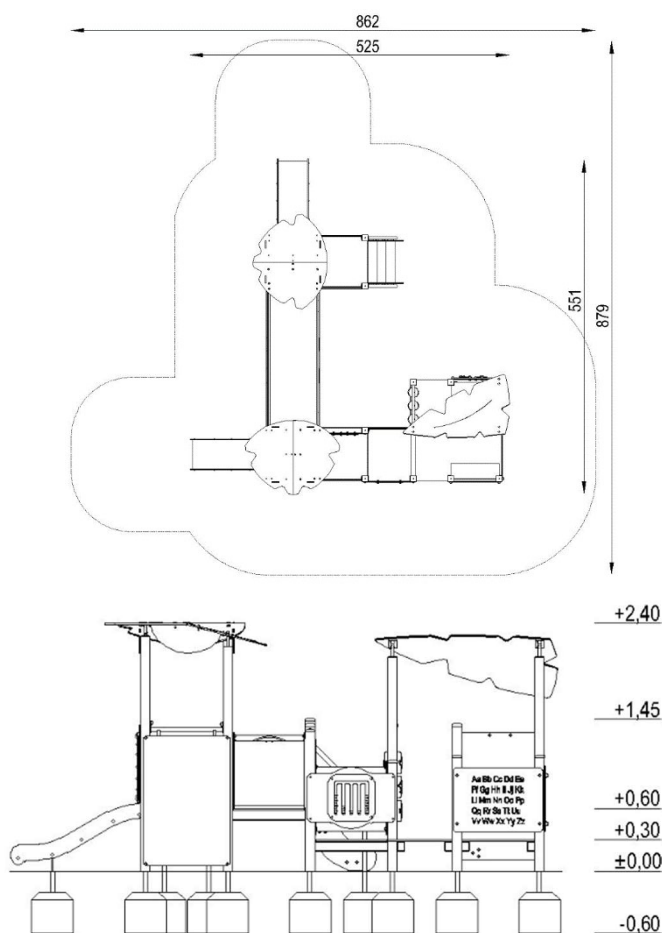 862
525
551
879
+2,40
+1,45
Aa Bb Cc Dd Ee
Ff Gg Hh Ii Jj Kk
Ll Mm Nn Oo Pp
Qq Rr Ss Tt Uu
Vv Ww Xx Yy Zz
+0,60
+0,30
±0,00
-0,60